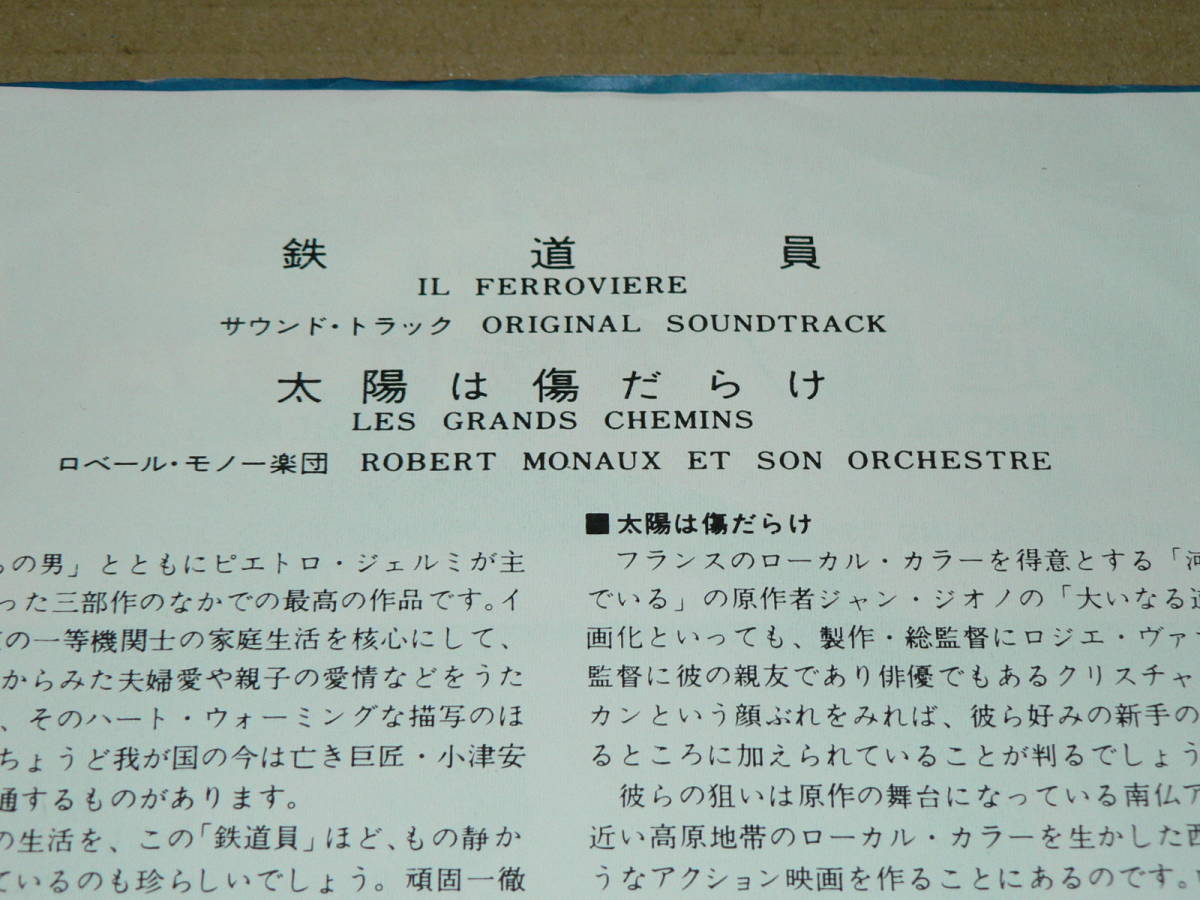 鉄道員
IL FERROVIERE
サウンド・トラック ORIGINAL SOUNDTRACK
太陽は傷だらけ
LES GRANDS CHEMINS
ロベール・モノー楽団 ROBERT MONAUX ET SON ORCHESTRE
の男」とともにピエトロ・ジェルミが主
った三部作のなかでの最高の作品です。イ
の一等機関士の家庭生活を核心にして、
からみた夫婦愛や親子の愛情などをうた
、そのハート・ウォーミングな描写のほ
ちょうど我が国の今は亡き巨匠・小津安
通するものがあります。
の生活を、この「鉄道員」ほど、もの静か
ているのも珍らしいでしょう。頑固一徹
■太陽は傷だらけ
フランスのローカル・カラーを得意とする「河
でいる」の原作者ジャン・ジオノの「大いなる道
画化といっても、製作・総監督にロジエ・ヴァ
監督に彼の親友であり俳優でもあるクリスチャ
カンという顔ぶれをみれば、彼ら好みの新手の
るところに加えられていることが判るでしょう
彼らの狙いは原作の舞台になっている南仏ア
近い高原地帯のローカル・カラーを生かした西
うなアクション映画を作ることにあるのです。